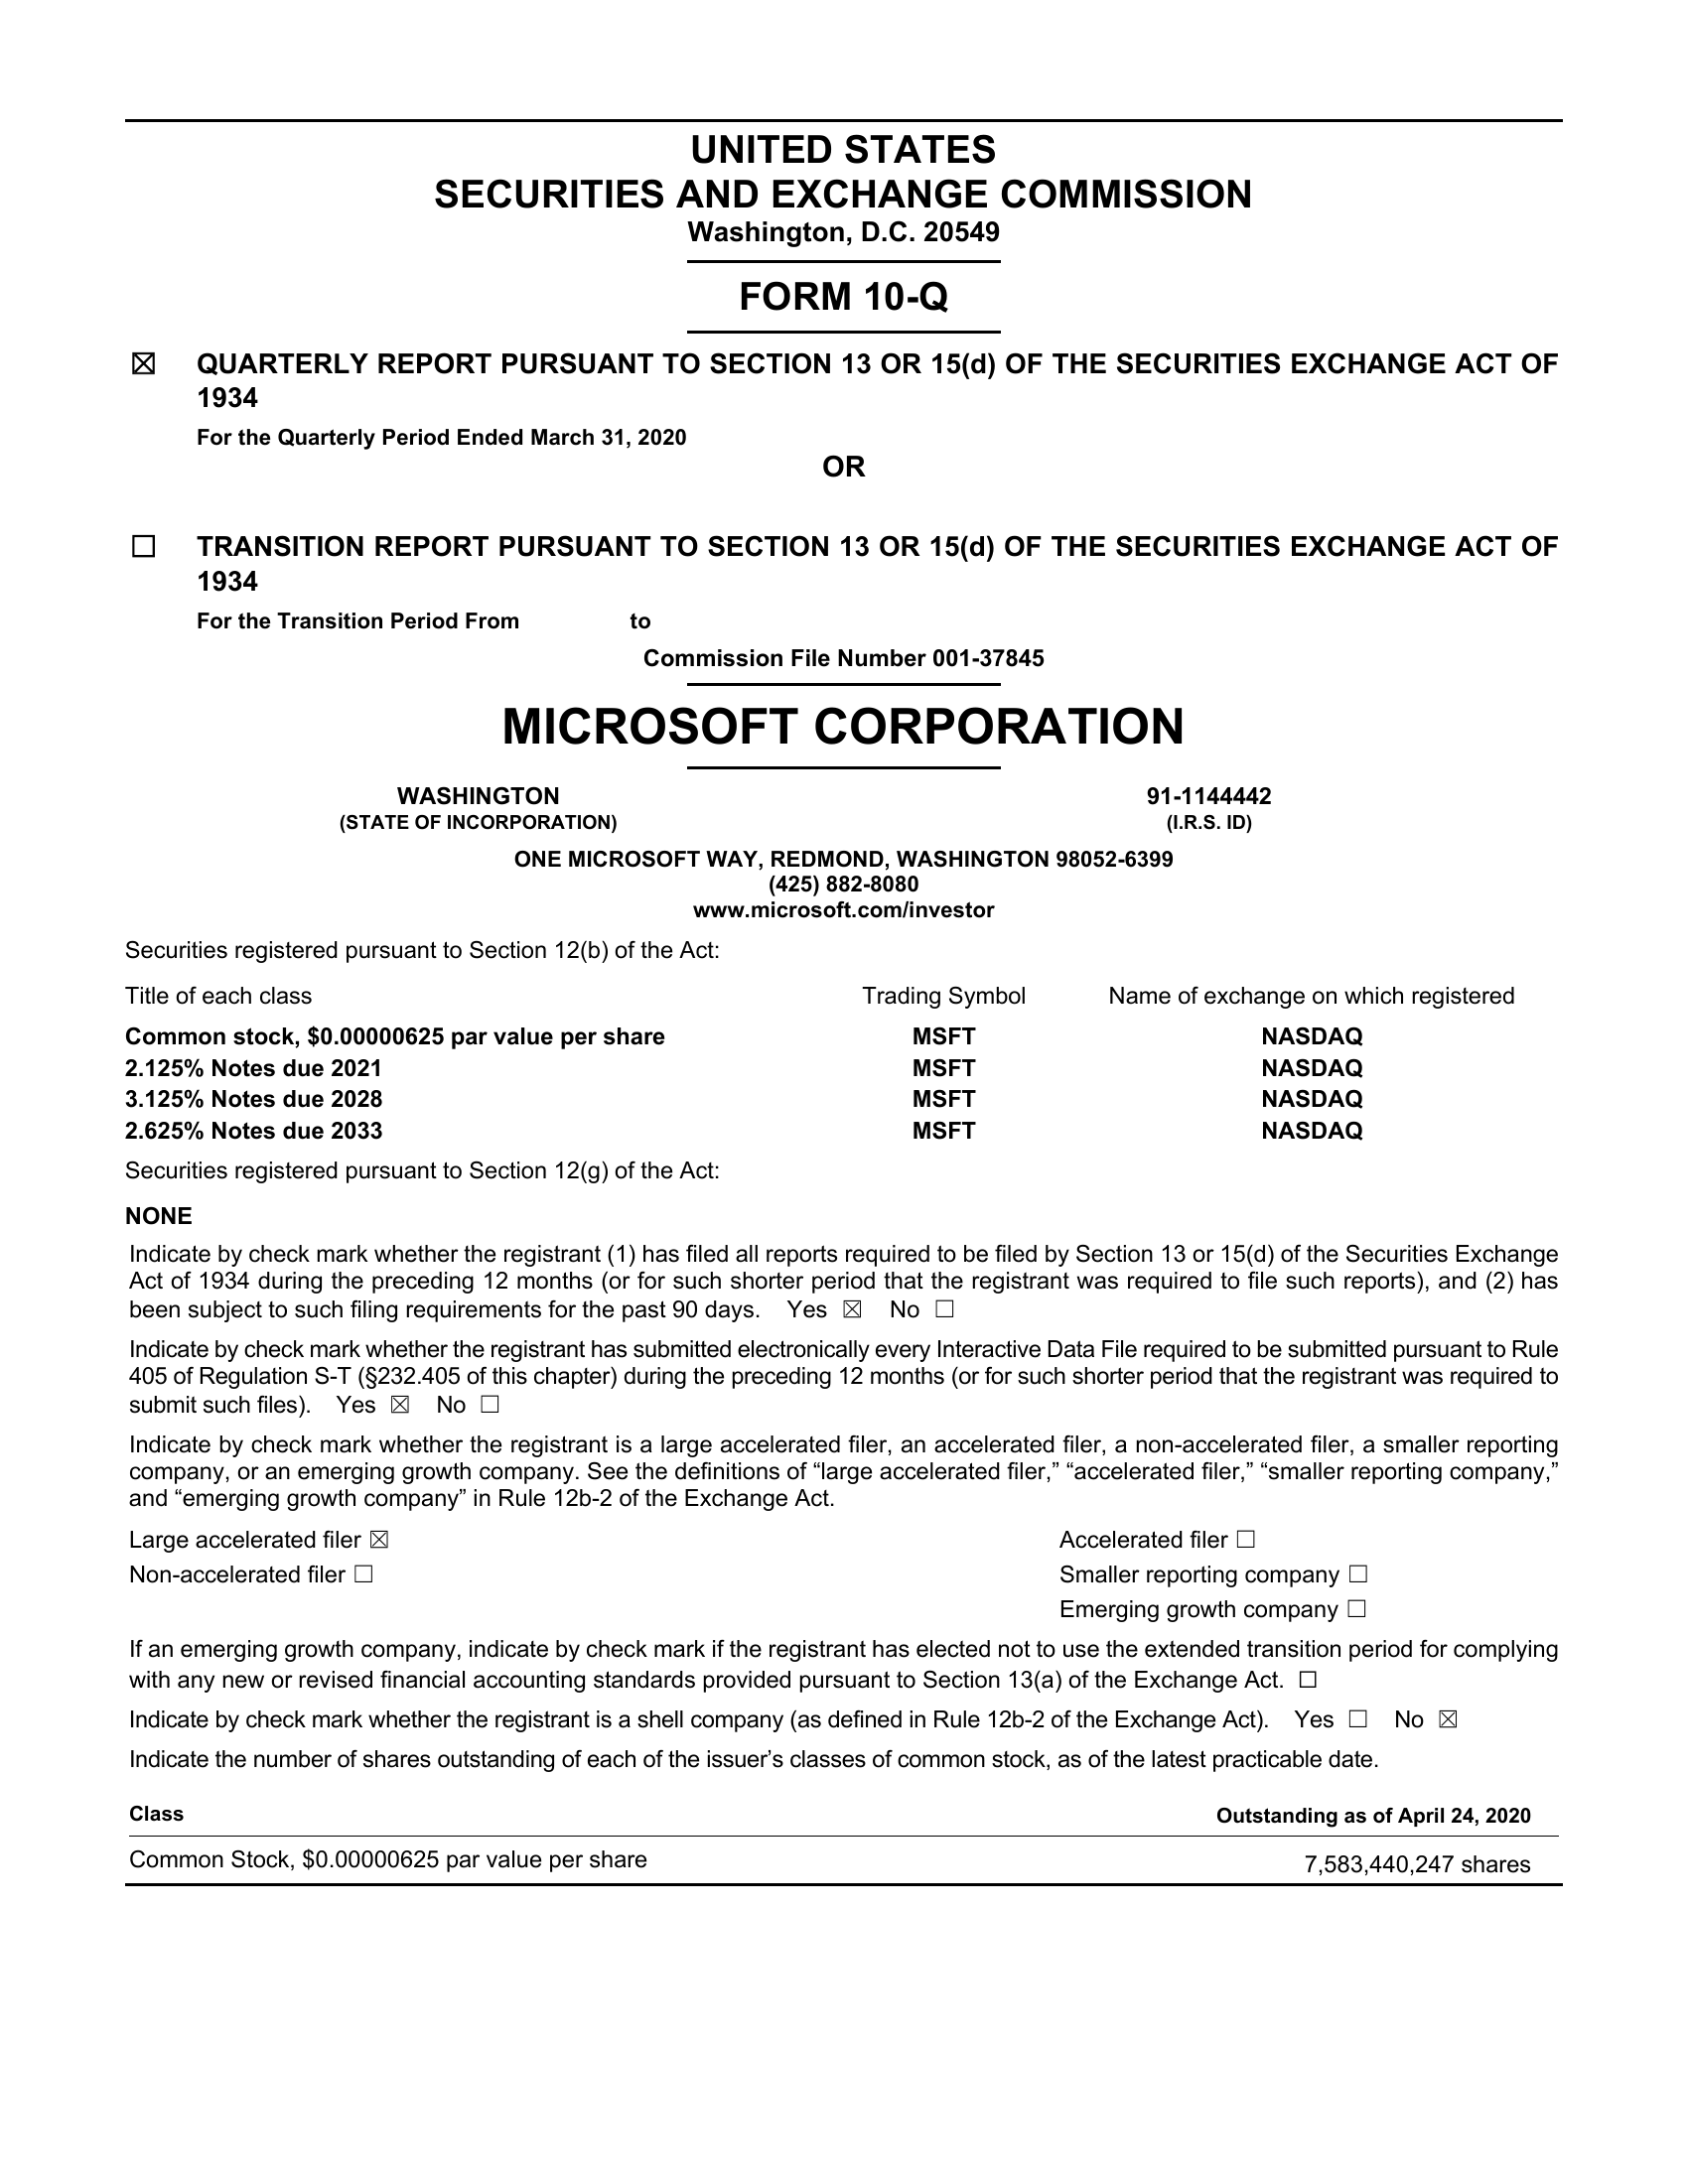 UNITED STATES
SECURITIES AND EXCHANGE COMMISSION
Washington, D.C. 20549
FORM 10-Q
☒ QUARTERLY REPORT PURSUANT TO SECTION 13 OR 15(d) OF THE SECURITIES EXCHANGE ACT OF
1934
For the Quarterly Period Ended March 31, 2020
OR
☐ TRANSITION REPORT PURSUANT TO SECTION 13 OR 15(d) OF THE SECURITIES EXCHANGE ACT OF
1934
For the Transition Period From to
Commission File Number 001-37845
MICROSOFT CORPORATION
WASHINGTON 91-1144442
(STATE OF INCORPORATION) (I.R.S. ID)
ONE MICROSOFT WAY, REDMOND, WASHINGTON 98052-6399
(425) 882-8080
www.microsoft.com/investor
Securities registered pursuant to Section 12(b) of the Act:
Title of each class Trading Symbol Name of exchange on which registered
Common stock, $0.00000625 par value per share MSFT NASDAQ
2.125% Notes due 2021 MSFT NASDAQ
3.125% Notes due 2028 MSFT NASDAQ
2.625% Notes due 2033 MSFT NASDAQ
Securities registered pursuant to Section 12(g) of the Act:
NONE
Indicate by check mark whether the registrant (1) has filed all reports required to be filed by Section 13 or 15(d) of the Securities Exchange
Act of 1934 during the preceding 12 months (or for such shorter period that the registrant was required to file such reports), and (2) has
been subject to such filing requirements for the past 90 days. Yes ☒ No ☐
Indicate by check mark whether the registrant has submitted electronically every Interactive Data File required to be submitted pursuant to Rule
405 of Regulation S-T (§232.405 of this chapter) during the preceding 12 months (or for such shorter period that the registrant was required to
submit such files). Yes ☒ No ☐
Indicate by check mark whether the registrant is a large accelerated filer, an accelerated filer, a non-accelerated filer, a smaller reporting
company, or an emerging growth company. See the definitions of “large accelerated filer,” “accelerated filer,” “smaller reporting company,”
and “emerging growth company” in Rule 12b-2 of the Exchange Act.
Large accelerated filer ☒ Accelerated filer ☐
Non-accelerated filer ☐ Smaller reporting company ☐
Emerging growth company ☐
If an emerging growth company, indicate by check mark if the registrant has elected not to use the extended transition period for complying
with any new or revised financial accounting standards provided pursuant to Section 13(a) of the Exchange Act. ☐
Indicate by check mark whether the registrant is a shell company (as defined in Rule 12b-2 of the Exchange Act). Yes ☐ No ☒
Indicate the number of shares outstanding of each of the issuer’s classes of common stock, as of the latest practicable date.
Class Outstanding as of April 24, 2020
Common Stock, $0.00000625 par value per share 7,583,440,247 shares